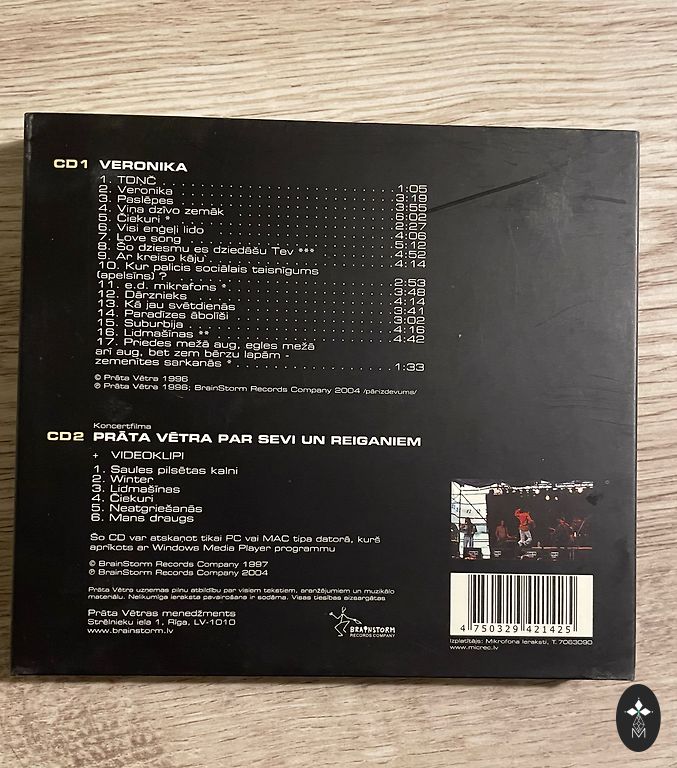 CD1 VERONIKA
1. TDNČ . . . . . . . . . . . . . . . . . . . . . . . . . . . . 1:05
2. Veronika . . . . . . . . . . . . . . . . . . . . . . . . . . 3:19
3. Paslēpes . . . . . . . . . . . . . . . . . . . . . . . . . . 3:55
4. Viņa dzīvo zemāk . . . . . . . . . . . . . . . . . . . . 6:02
5. Čiekuri * . . . . . . . . . . . . . . . . . . . . . . . . . . 2:27
6. Visi eņģeļi lido . . . . . . . . . . . . . . . . . . . . . . 4:06
7. Love song . . . . . . . . . . . . . . . . . . . . . . . . . 5:12
8. Šo dziesmu es dziedāšu Tev *** . . . . . . . . . . . 4:52
9. Ar kreiso kāju . . . . . . . . . . . . . . . . . . . . . . . 4:14
10. Kur palicis sociālais taisnīgums
(apelsīns) ? . . . . . . . . . . . . . . . . . . . . . . . . . 2:53
11. e.d. mikrafons * . . . . . . . . . . . . . . . . . . . . . 3:48
12. Dārznieks . . . . . . . . . . . . . . . . . . . . . . . . . 4:14
13. Kā jau svētdienās . . . . . . . . . . . . . . . . . . . . 3:41
14. Paradīzes ābolīši . . . . . . . . . . . . . . . . . . . . 3:02
15. Suburbija . . . . . . . . . . . . . . . . . . . . . . . . . 4:16
16. Lidmašīnas ** . . . . . . . . . . . . . . . . . . . . . . 4:42
17. Priedes mežā aug, egles mežā
arī aug, bet zem bērzu lapām -
zemenītes sarkanās * . . . . . . . . . . . . . . . . . . . 1:33
© Prāta Vētra 1996
℗ Prāta Vētra 1996; BrainStorm Records Company 2004 /pārizdevums/
Koncertfilma
CD2 PRĀTA VĒTRA PAR SEVI UN REIGANIEM
+ VIDEOKLIPI
1. Saules pilsētas kalni
2. Winter
3. Lidmašīnas
4. Čiekuri
5. Neatgriešanās
6. Mans draugs
Šo CD var atskaņot tikai PC vai MAC tipa datorā, kurš
aprīkots ar Windows Media Player programmu
© BrainStorm Records Company 1997
℗ BrainStorm Records Company 2004
Prāta Vētra uzņemas pilnu atbildību par visiem tekstiem, aranžējumiem un muzikālo
materiālu. Nelikumīga ieraksta pavairošana ir sodāma. Visas tiesības aizsargātas
Prāta Vētras menedžments
Strēlnieku iela 1, Rīga, LV-1010
www.brainstorm.lv
BRAINSTORM
RECORDS COMPANY
4 750329 421425
Izplatītājs: Mikrofona Ieraksti, T. 7063090
www.micrec.lv
M